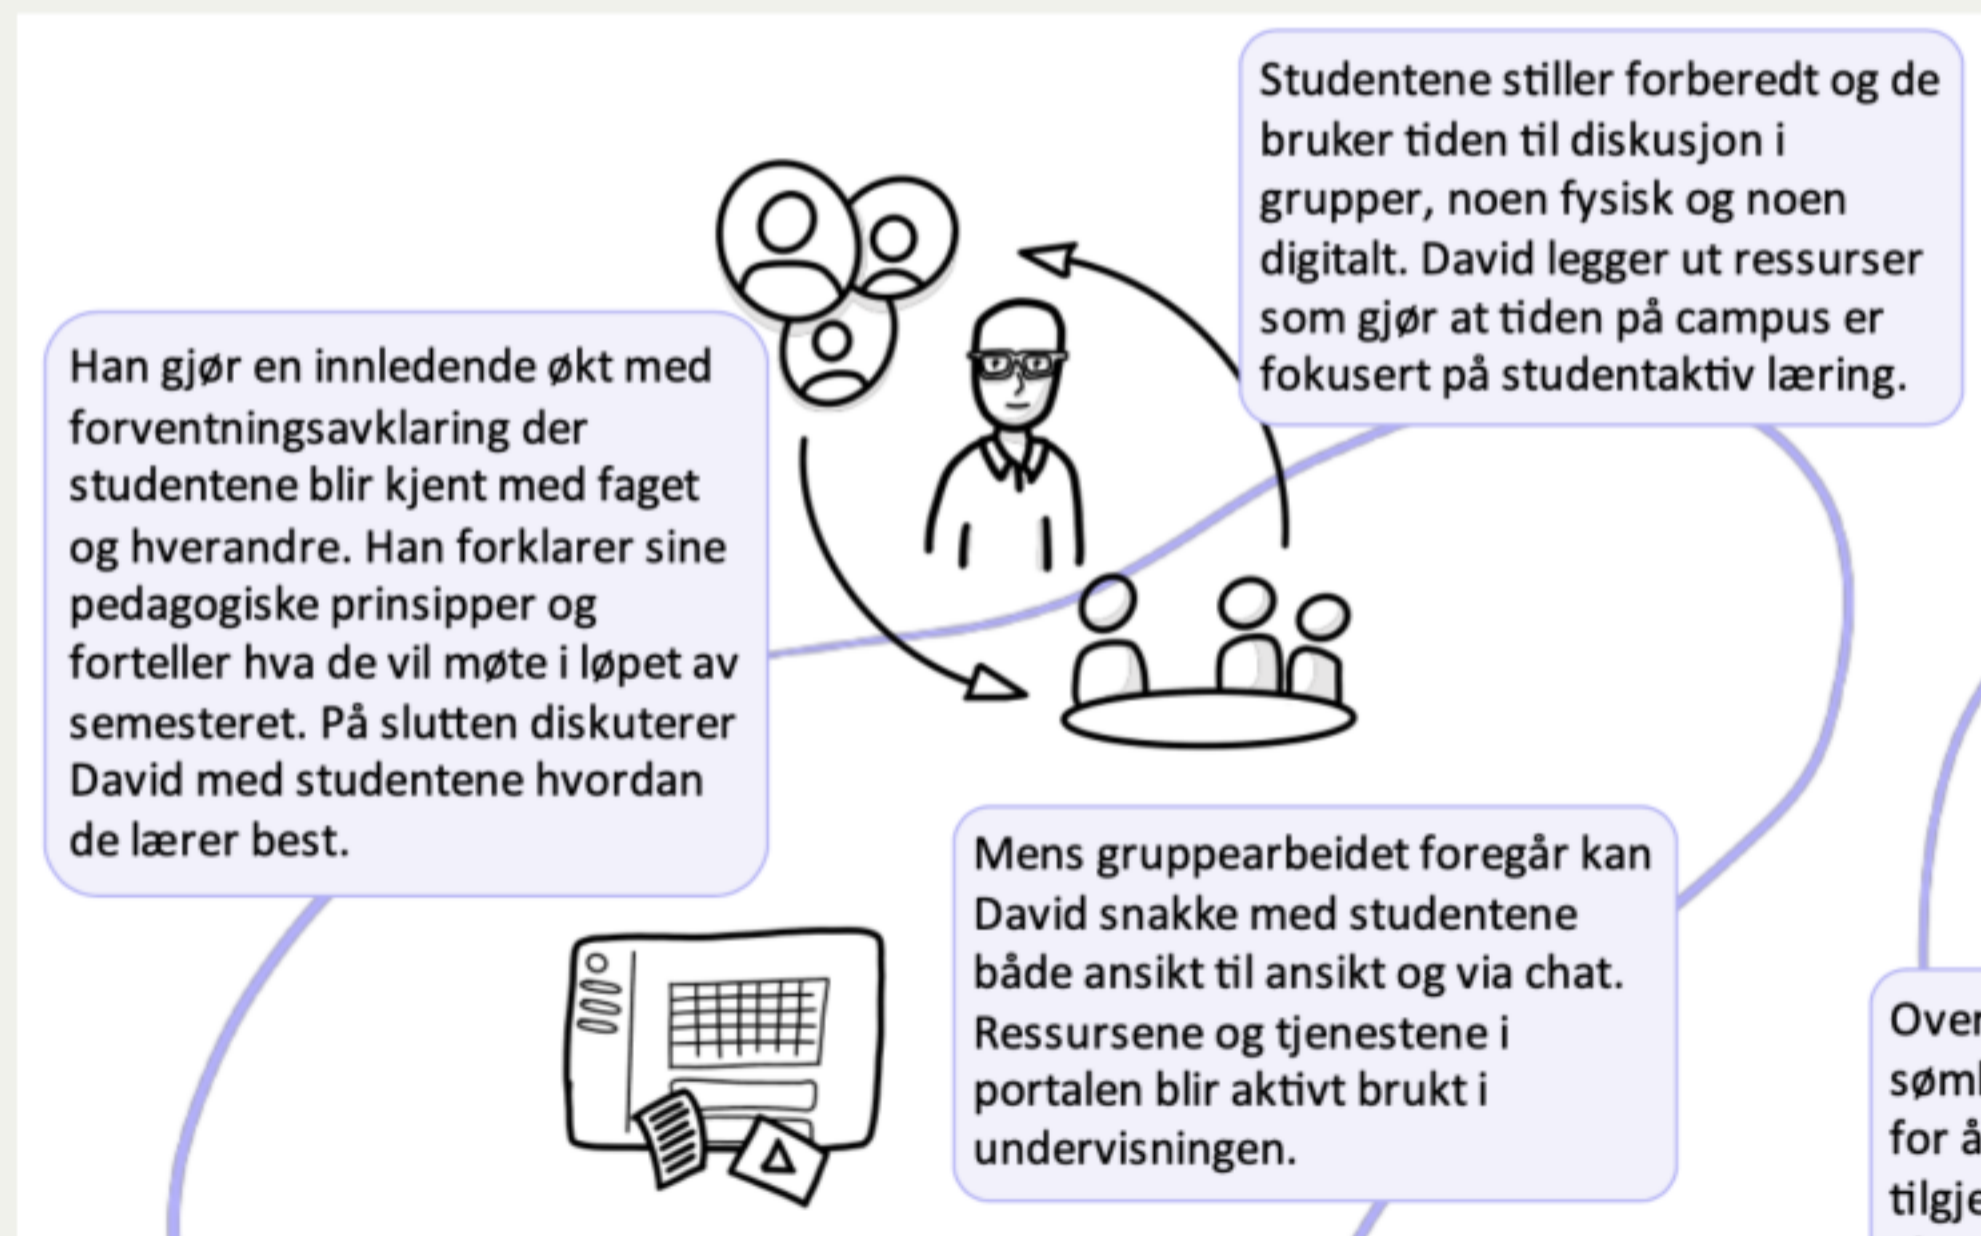 Han gjør en innledende økt med
forventningsavklaring der
studentene blir kjent med faget
og hverandre. Han forklarer sine
pedagogiske prinsipper og
forteller hva de vil møte i løpet av
semesteret. På slutten diskuterer
David med studentene hvordan
de lærer best.
Studentene stiller forberedt og de
bruker tiden til diskusjon i
grupper, noen fysisk og noen
digitalt. David legger ut ressurser
som gjør at tiden på campus er
fokusert på studentaktiv læring.
Mens gruppearbeidet foregår kan
David snakke med studentene
både ansikt til ansikt og via chat.
Ressursene og tjenestene i
portalen blir aktivt brukt i
undervisningen.
for å